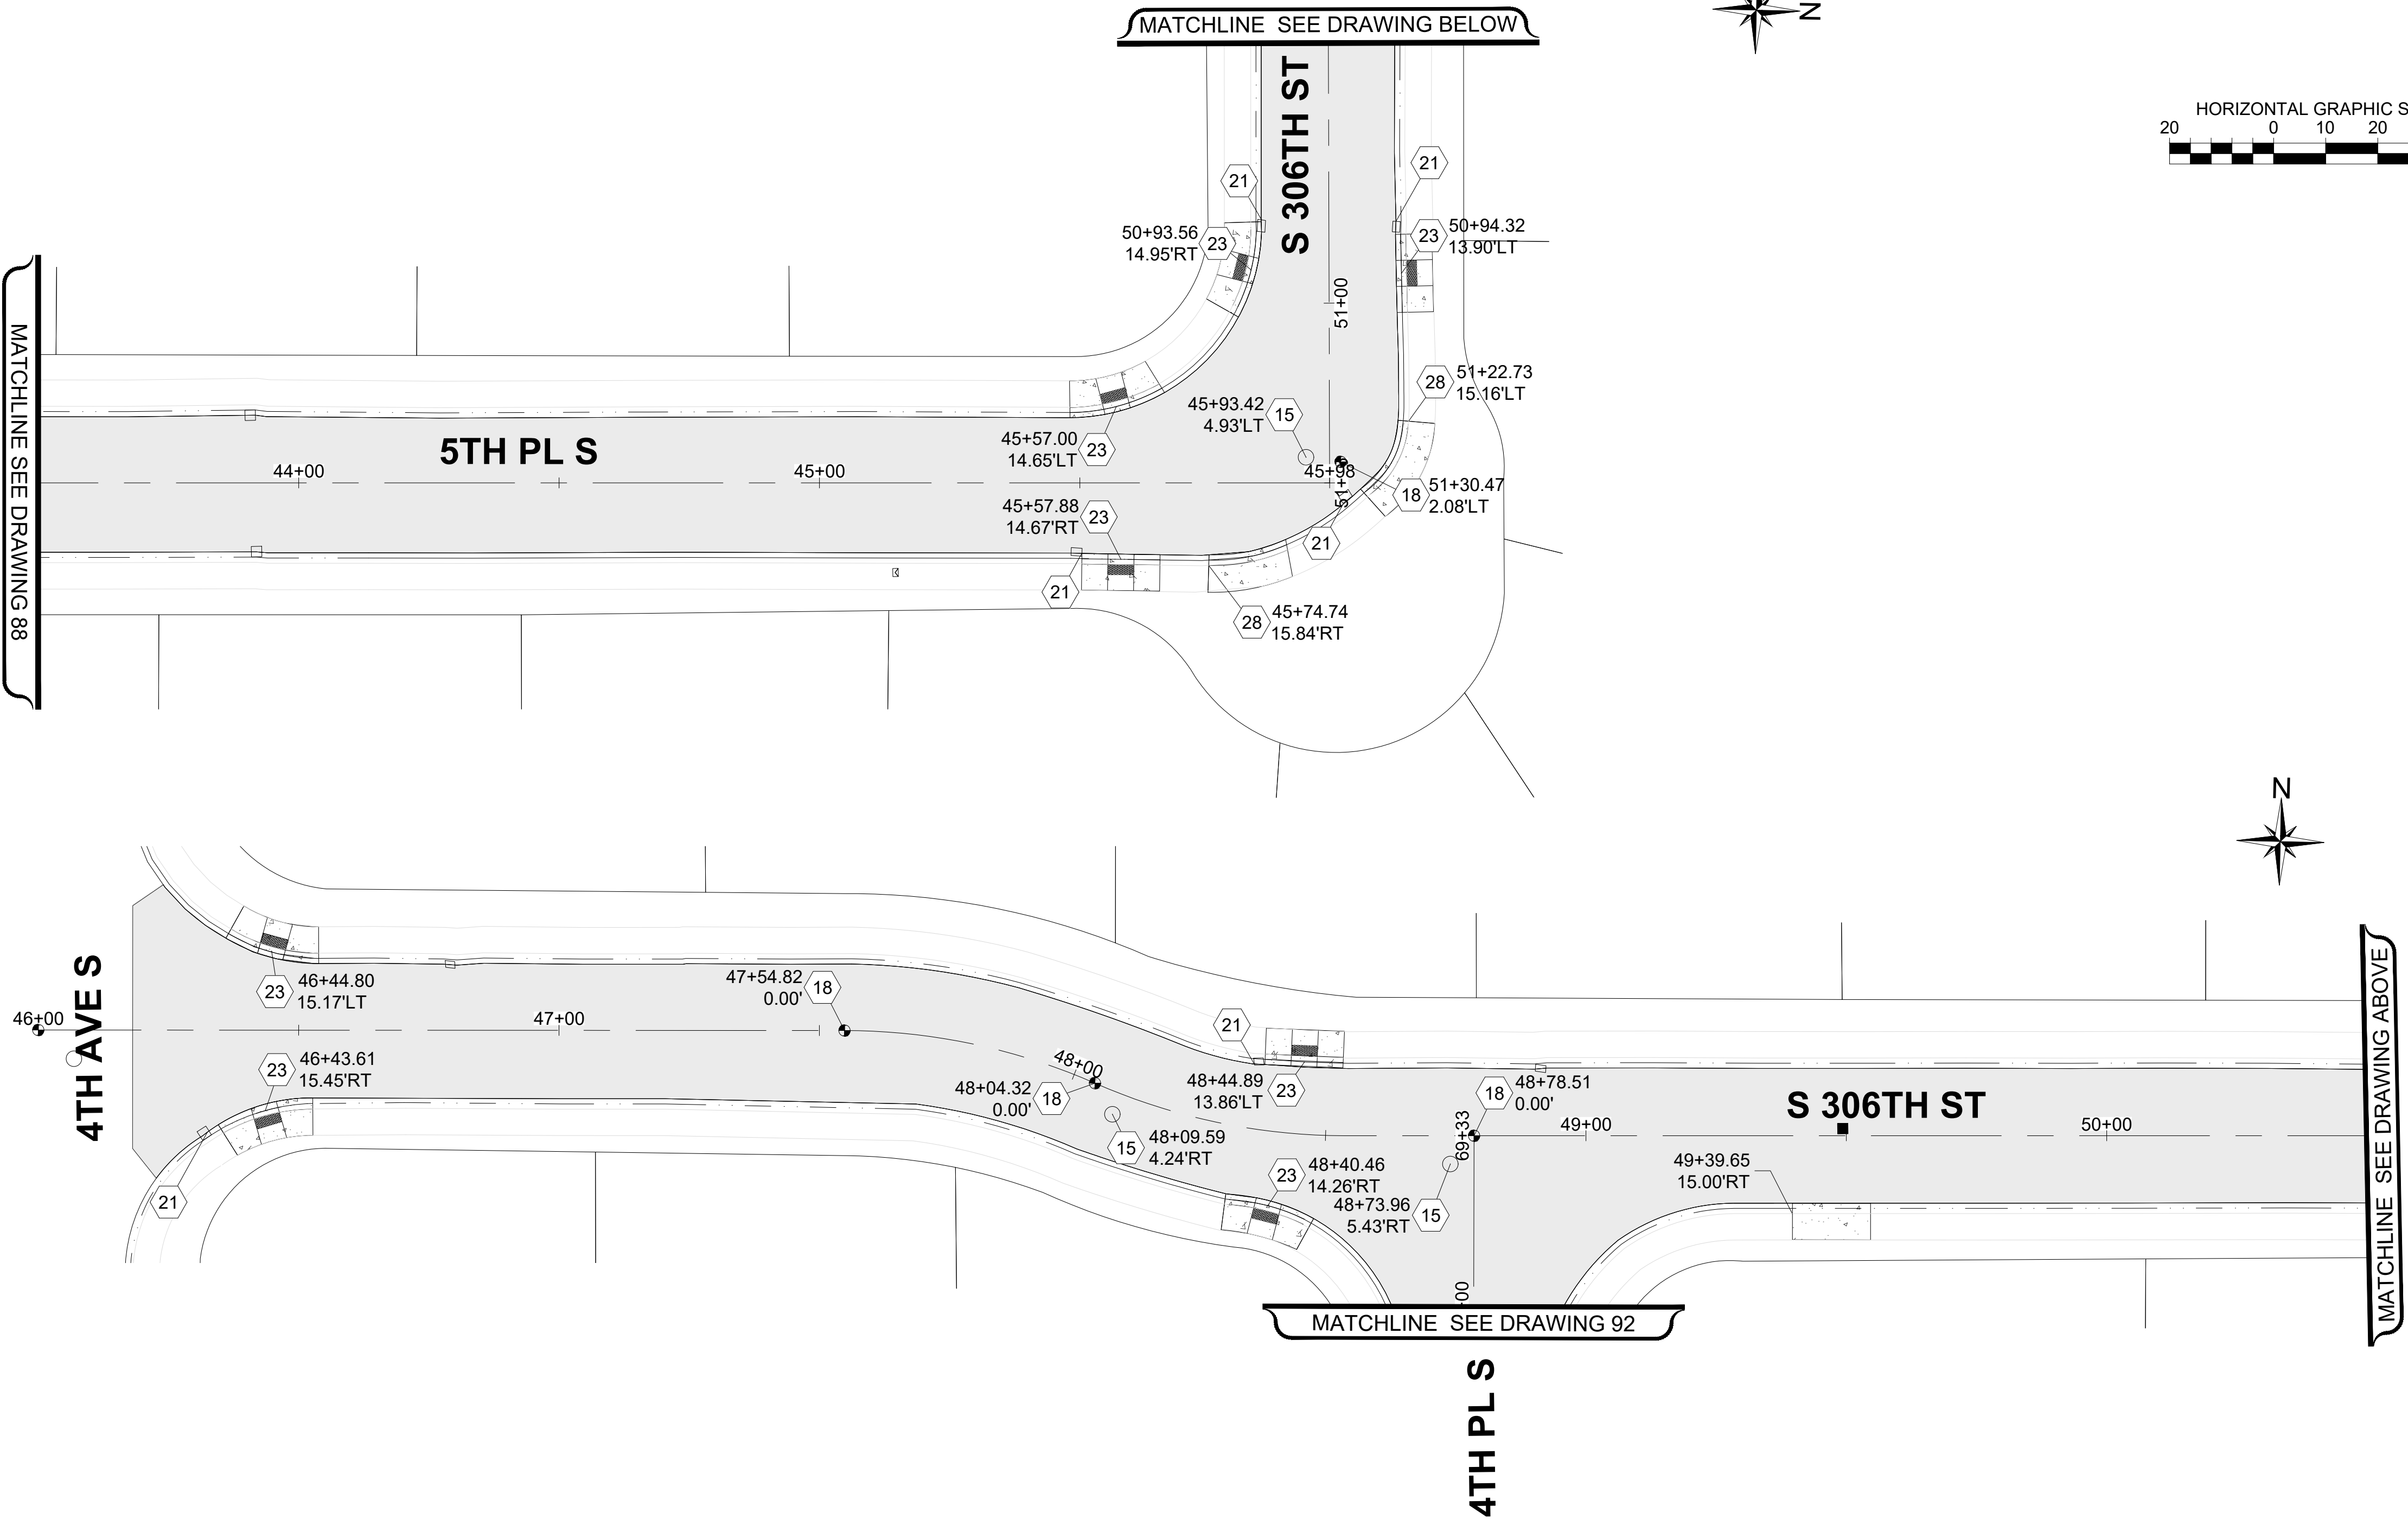 MATCHLINE  SEE DRAWING BELOW
N
HORIZONTAL GRAPHIC S
20 0 10 20
S 306TH ST
21
21
50+93.56
14.95'RT
23
23
50+94.32
13.90'LT
51+00
MATCHLINE SEE DRAWING 88
28
51+22.73
15.16'LT
45+93.42
4.93'LT
15
5TH PL S
45+57.00
14.65'LT
23
44+00
45+00
45+98
18
51+30.47
2.08'LT
45+57.88
14.67'RT
23
21
21
28
45+74.74
15.84'RT
N
4TH AVE S
46+00
23
46+44.80
15.17'LT
47+00
47+54.82
0.00'
18
23
46+43.61
15.45'RT
21
48+00
48+04.32
0.00'
18
15
48+09.59
4.24'RT
21
48+44.89
13.86'LT
23
18
48+78.51
0.00'
69+33
49+00
S 306TH ST
50+00
23
48+40.46
14.26'RT
48+73.96
5.43'RT
15
49+39.65
15.00'RT
MATCHLINE  SEE DRAWING ABOVE
MATCHLINE  SEE DRAWING 92
4TH PL S